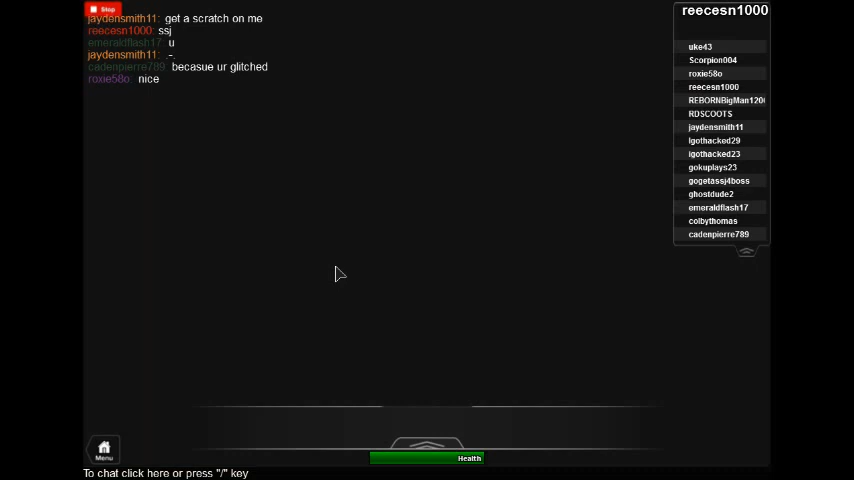 Stop
jaydensmith11: get a scratch on me
reecesn1000: ssj
emeraldflash17: u
jaydensmith11: .-.
cadenpierre789: becasue ur glitched
roxie58o: nice
reecesn1000
uke43
Scorpion004
roxie58o
reecesn1000
REBORNBigMan120
RDSCOOTS
jaydensmith11
Igothacked29
igothacked23
gokuplays23
gogetassj4boss
ghostdude2
emeraldflash17
colbythomas
cadenpierre789
Menu
Health
To chat click here or press "/" key